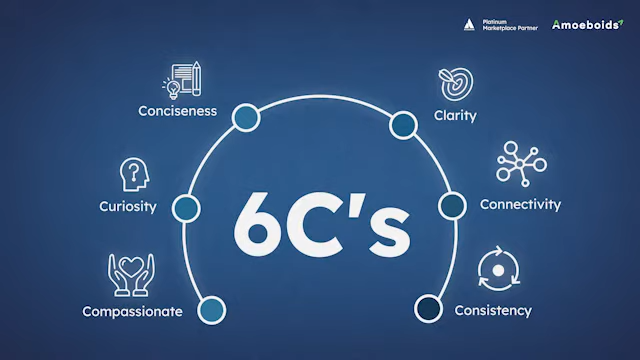 Platinum
Marketplace Partner
Amoeboids
Conciseness
Clarity
Curiosity
Connectivity
6C's
Compassionate
Consistency